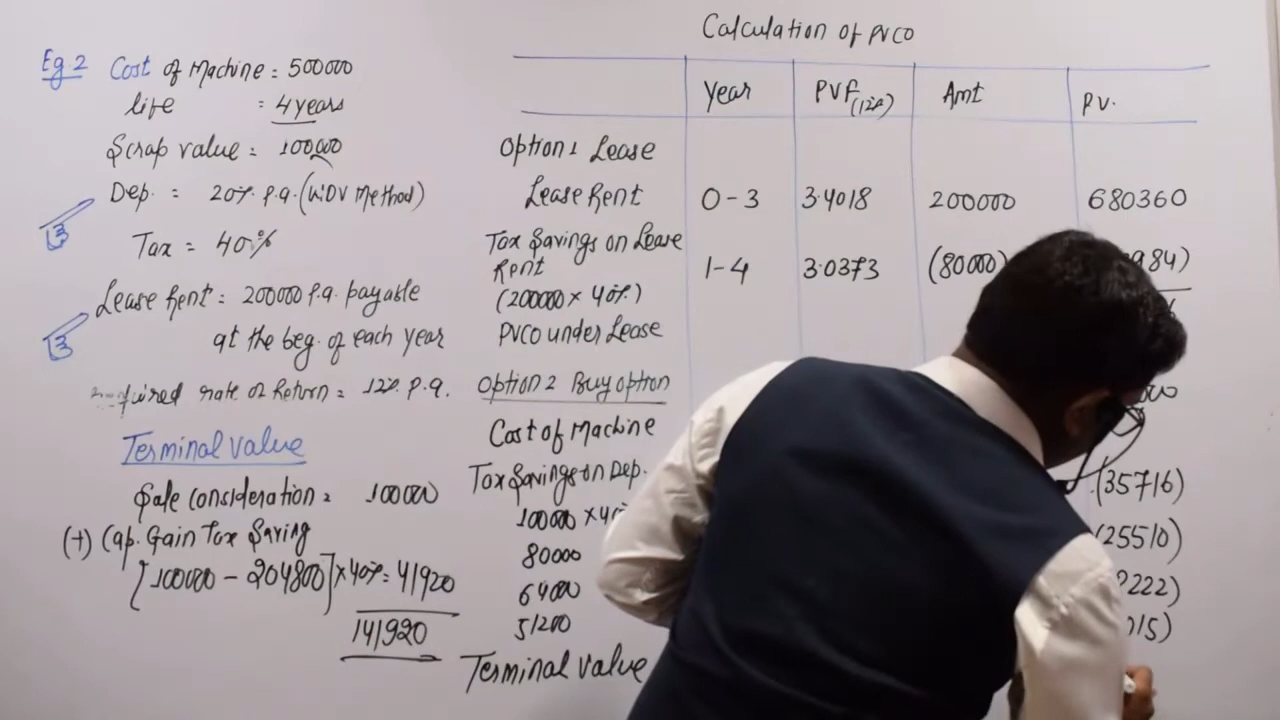 Eg.2 Cost of Machine = 500000
life = 4 years
Scrap value = 100000
Dep. = 20% p.a. (WDV Method)
Tax = 40%
Lease Rent = 200000 p.a. payable
at the beg. of each year
rate of Return = 12% p.a.
Terminal value
Sale consideration = 100000
(+) Cap. Gain Tax Saving
[100000 - 204800] x 40% = 41920
141920
Calculation of PVCO
Year PVF (12%) Amt PV.
Option 1 Lease
Lease Rent 0-3 3.4018 200000 680360
Tax Savings on Lease
Rent 1-4 3.0373 (80000) 984)
(200000 x 40%)
PVCO under Lease
Option 2 Buy option
Cost of Machine
Tax Savings on Dep.
100000 x 40 (35716)
80000 (25510)
64000 222)
51200 015)
Terminal value